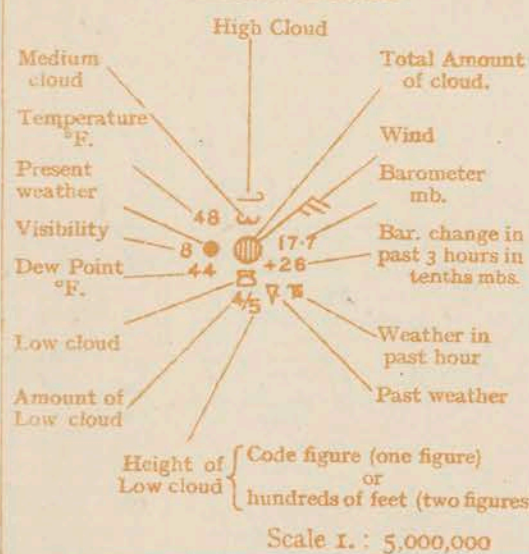 High Cloud
Medium
cloud
Total Amount
of cloud.
Temperature
°F.
Wind
Present
weather
Barometer
mb.
48
Visibility
8
17.7
Bar. change in
past 3 hours in
tenths mbs.
Dew Point
°F.
44
+26
4/5
Low cloud
Weather in
past hour
Amount of
Low cloud
Past weather
Height of
Low cloud
Code figure (one figure)
or
hundreds of feet (two figures
Scale 1. : 5,000,000